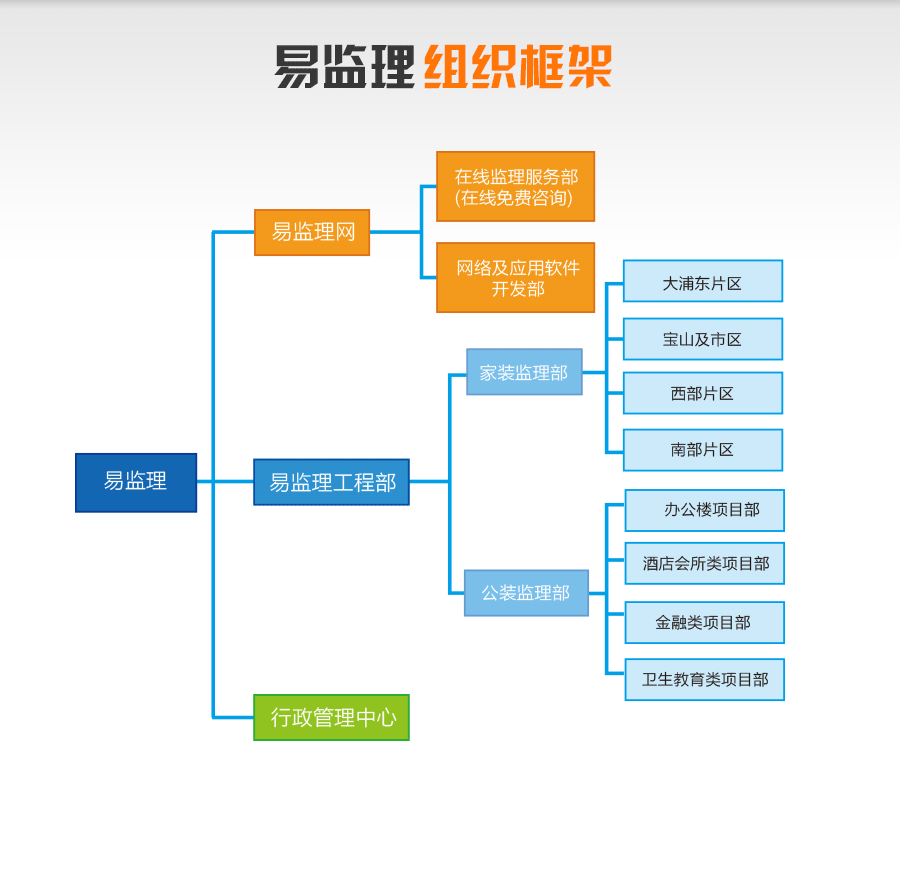 易监理 组织框架
在线监理服务部
(在线免费咨询)
易监理网
网络及应用软件
开发部
大浦东片区
宝山及市区
家装监理部
西部片区
南部片区
易监理
易监理工程部
办公楼项目部
酒店会所类项目部
公装监理部
金融类项目部
卫生教育类项目部
行政管理中心